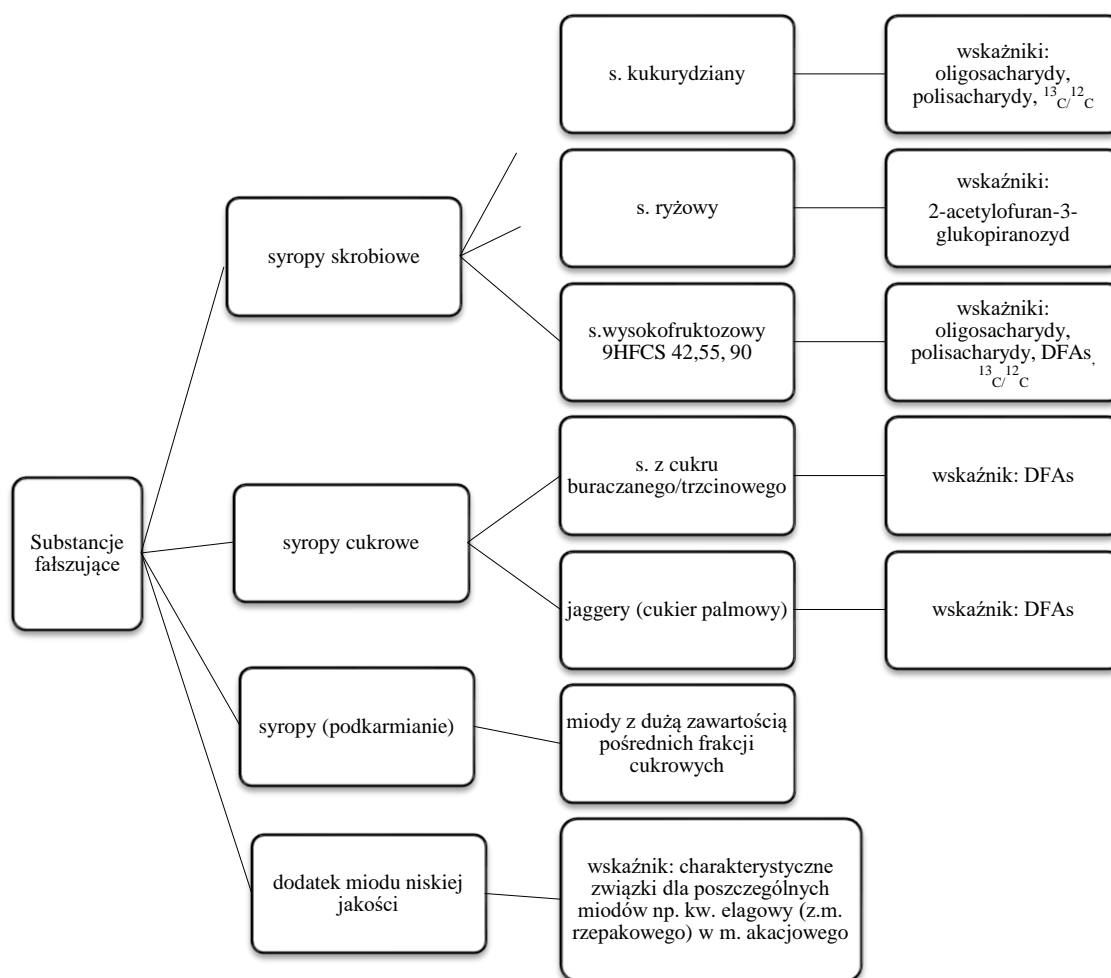 Substancje
fałszujące
syropy skrobiowe
s. kukurydziany
wskaźniki:
oligosacharydy,
polisacharydy, ¹³C/¹²C
s. ryżowy
wskaźniki:
2-acetylofuran-3-
glukopiranozyd
s.wysokofruktozowy
9HFCS 42,55, 90
wskaźniki:
oligosacharydy,
polisacharydy, DFAs,
¹³C/¹²C
syropy cukrowe
s. z cukru
buraczanego/trzcinowego
wskaźnik: DFAs
jaggery (cukier palmowy)
wskaźnik: DFAs
syropy (podkarmianie)
miody z dużą zawartością
pośrednich frakcji
cukrowych
dodatek miodu niskiej
jakości
wskaźnik: charakterystyczne
związki dla poszczególnych
miodów np. kw. elagowy (z.m.
rzepakowego) w m. akacjowego